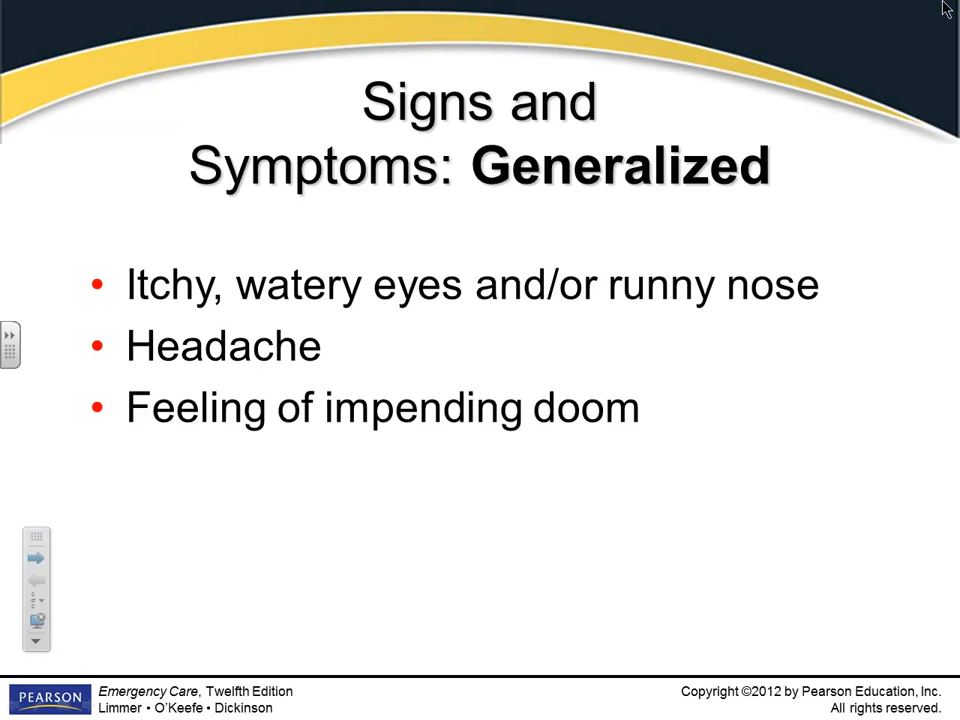 Signs and
Symptoms: Generalized
• Itchy, watery eyes and/or runny nose
• Headache
• Feeling of impending doom
PEARSON
Emergency Care, Twelfth Edition
Limmer • O’Keefe • Dickinson
Copyright ©2012 by Pearson Education, Inc.
All rights reserved.